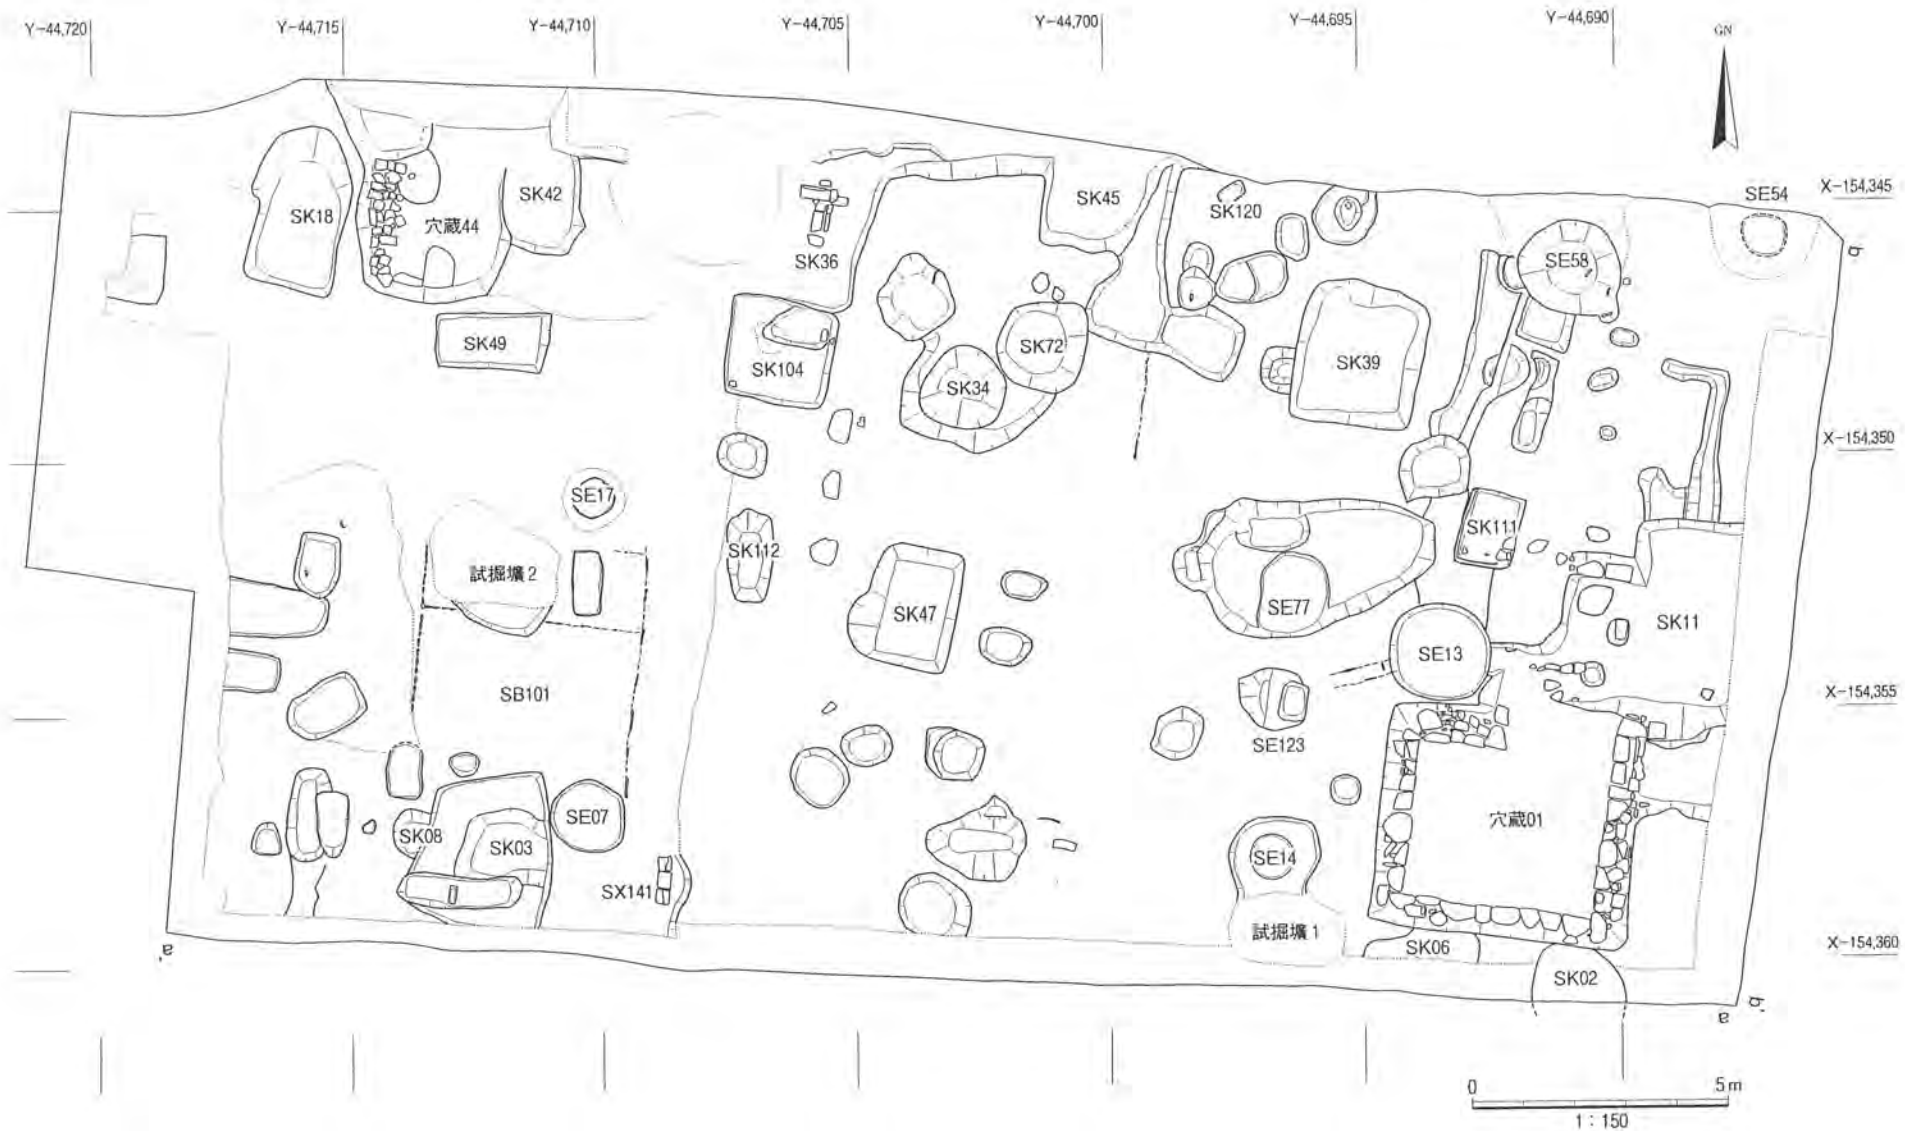 Y-44,720
Y-44,715
Y-44,710
Y-44,705
Y-44,700
Y-44,695
Y-44,690
GN
X-154,345
SE54
SK18
穴蔵44
SK42
SK36
SK45
SK120
SE58
b
SK49
SK104
SK72
SK34
SK39
X-154,350
SE17
SK112
SK111
試掘壙2
SK47
SE77
SE13
SK11
SB101
X-154,355
SE123
SK08
SK03
SE07
SX141
SE14
穴蔵01
試掘壙1
SK06
SK02
X-154,360
a'
b'
a
0 5m
1:150